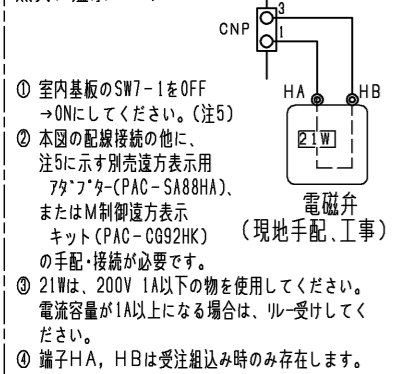 CNP
3
1
HA
HB
21W
電磁弁
(現地手配、工事)
① 室内基板のSW7-1をOFF
→ONにしてください。(注5)
② 本図の配線接続の他に、
注5に示す別売遠方表示用
アダプター(PAC-SA88HA)、
またはM制御遠方表示
キット(PAC-CG92HK)
の手配・接続が必要です。
③ 21Wは、200V 1A以下の物を使用してください。
電流容量が1A以上になる場合は、リレー受けしてく
ださい。
④ 端子HA, HBは受注組込み時のみ存在します。